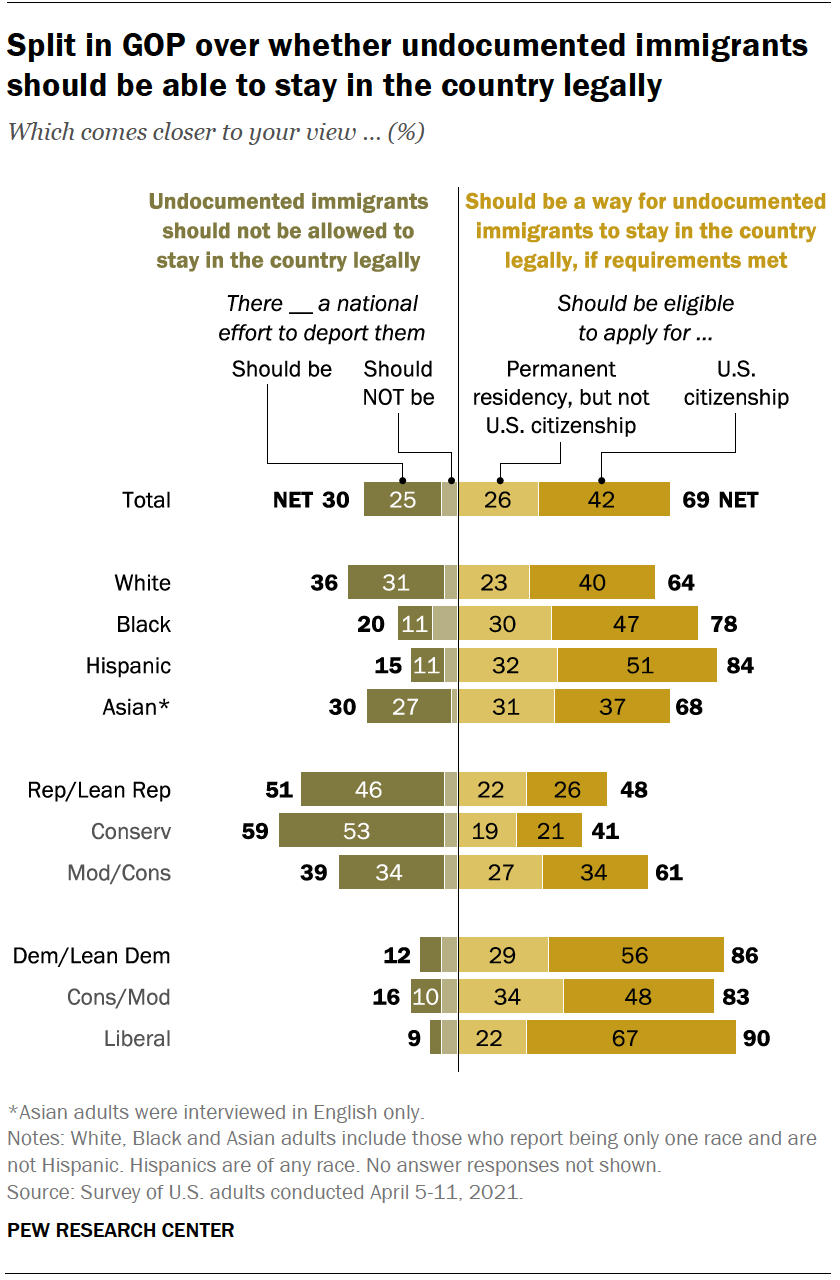 Split in GOP over whether undocumented immigrants
should be able to stay in the country legally
Which comes closer to your view ... (%)
Undocumented immigrants
should not be allowed to
stay in the country legally
Should be a way for undocumented
immigrants to stay in the country
legally, if requirements met
There __ a national
effort to deport them
Should be eligible
to apply for ...
Should be
Should
NOT be
Permanent
residency, but not
U.S. citizenship
U.S.
citizenship
Total NET 30 25 26 42 69 NET
White 36 31 23 40 64
Black 20 11 30 47 78
Hispanic 15 11 32 51 84
Asian* 30 27 31 37 68
Rep/Lean Rep 51 46 22 26 48
Conserv 59 53 19 21 41
Mod/Cons 39 34 27 34 61
Dem/Lean Dem 12 29 56 86
Cons/Mod 16 10 34 48 83
Liberal 9 22 67 90
*Asian adults were interviewed in English only.
Notes: White, Black and Asian adults include those who report being only one race and are
not Hispanic. Hispanics are of any race. No answer responses not shown.
Source: Survey of U.S. adults conducted April 5-11, 2021.
PEW RESEARCH CENTER